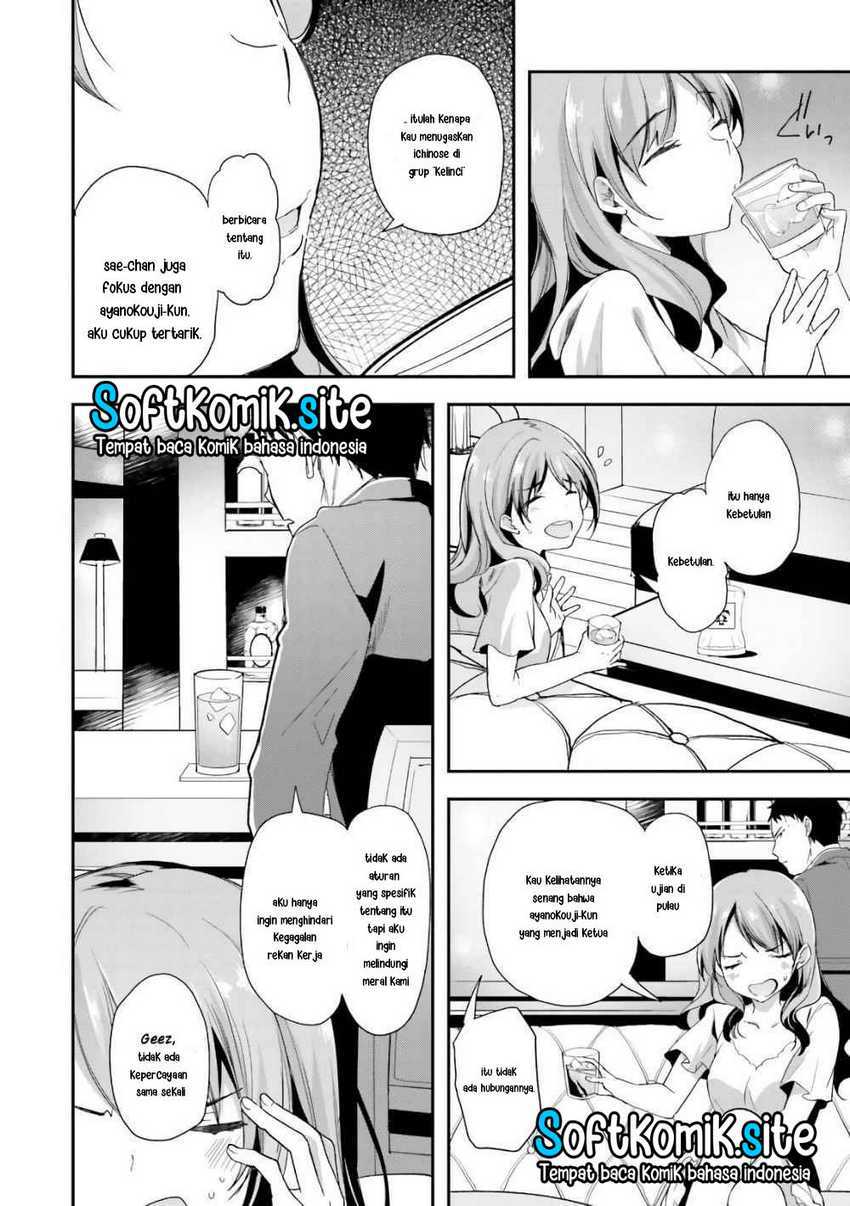 ぐいっ
.. itulah Kenapa
Kau menugaskan
ichinose di
grup "Kelinci"
berbicara
tentang
itu.
sae-chan juga
foKus dengan
ayanoKouji-Kun.
aKu cuKup tertariK.
SoftKomiK.site
Tempat baca KomiK bahasa indonesia
itu hanya
Kebetulan
Kebetulan.
KetiKa
ujian di
pulau
Kau Kelihatannya
senang bahwa
ayanoKouji-Kun
yang menjadi Ketua
itu tidaK
ada hubungannya.
tidaK ada
aturan
yang spesifiK
tentang itu
tapi aKu
ingin
melindungi
meral Kami
aKu hanya
ingin menghindari
Kegagalan
reKan Kerja
Geez,
tidaK ada
Kepercayaan
sama seKali
SoftKomiK.site
Tempat baca KomiK bahasa indonesia